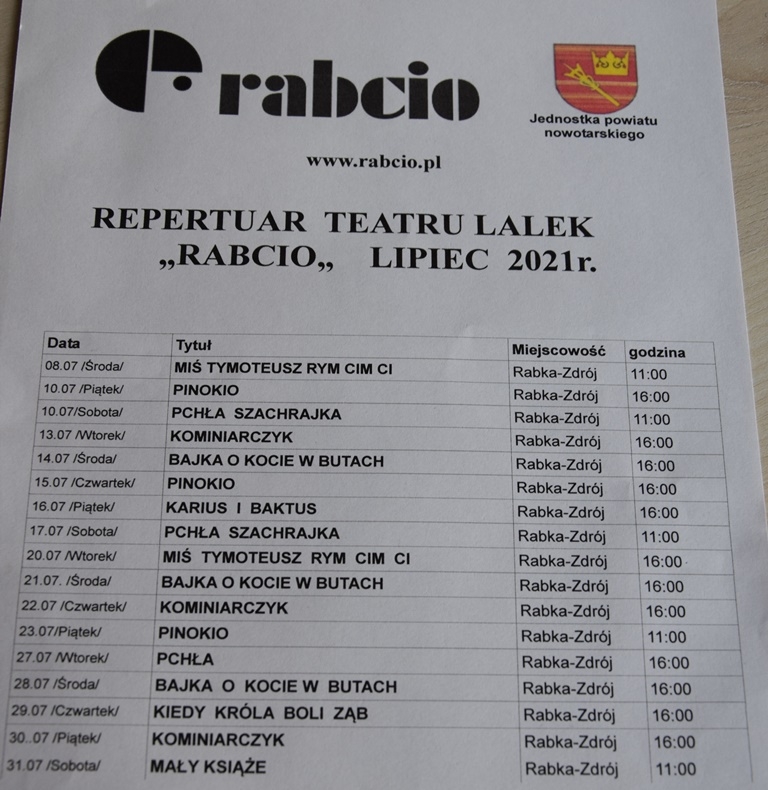 rabcio
Jednostka powiatu
nowotarskiego
www.rabcio.pl
REPERTUAR TEATRU LALEK
„RABCIO„ LIPIEC 2021r.
Data Tytuł Miejscowość godzina
08.07 /Środa/ MIŚ TYMOTEUSZ RYM CIM CI Rabka-Zdrój 11:00
10.07 /Piątek/ PINOKIO Rabka-Zdrój 16:00
10.07/Sobota/ PCHŁA SZACHRAJKA Rabka-Zdrój 11:00
13.07 /Wtorek/ KOMINIARCZYK Rabka-Zdrój 16:00
14.07 /Środa/ BAJKA O KOCIE W BUTACH Rabka-Zdrój 16:00
15.07 /Czwartek/ PINOKIO Rabka-Zdrój 16:00
16.07 /Piątek/ KARIUS I BAKTUS Rabka-Zdrój 16:00
17.07 /Sobota/ PCHŁA SZACHRAJKA Rabka-Zdrój 11:00
20.07 /Wtorek/ MIŚ TYMOTEUSZ RYM CIM CI Rabka-Zdrój 16:00
21.07. /Środa/ BAJKA O KOCIE W BUTACH Rabka-Zdrój 16:00
22.07 /Czwartek/ KOMINIARCZYK Rabka-Zdrój 16:00
23.07/Piątek/ PINOKIO Rabka-Zdrój 11:00
27.07 /Wtorek/ PCHŁA Rabka-Zdrój 16:00
28.07 /Środa/ BAJKA O KOCIE W BUTACH Rabka-Zdrój 16:00
29.07 /Czwartek/ KIEDY KRÓLA BOLI ZĄB Rabka-Zdrój 16:00
30..07 /Piątek/ KOMINIARCZYK Rabka-Zdrój 16:00
31.07 /Sobota/ MAŁY KSIĄŻE Rabka-Zdrój 11:00